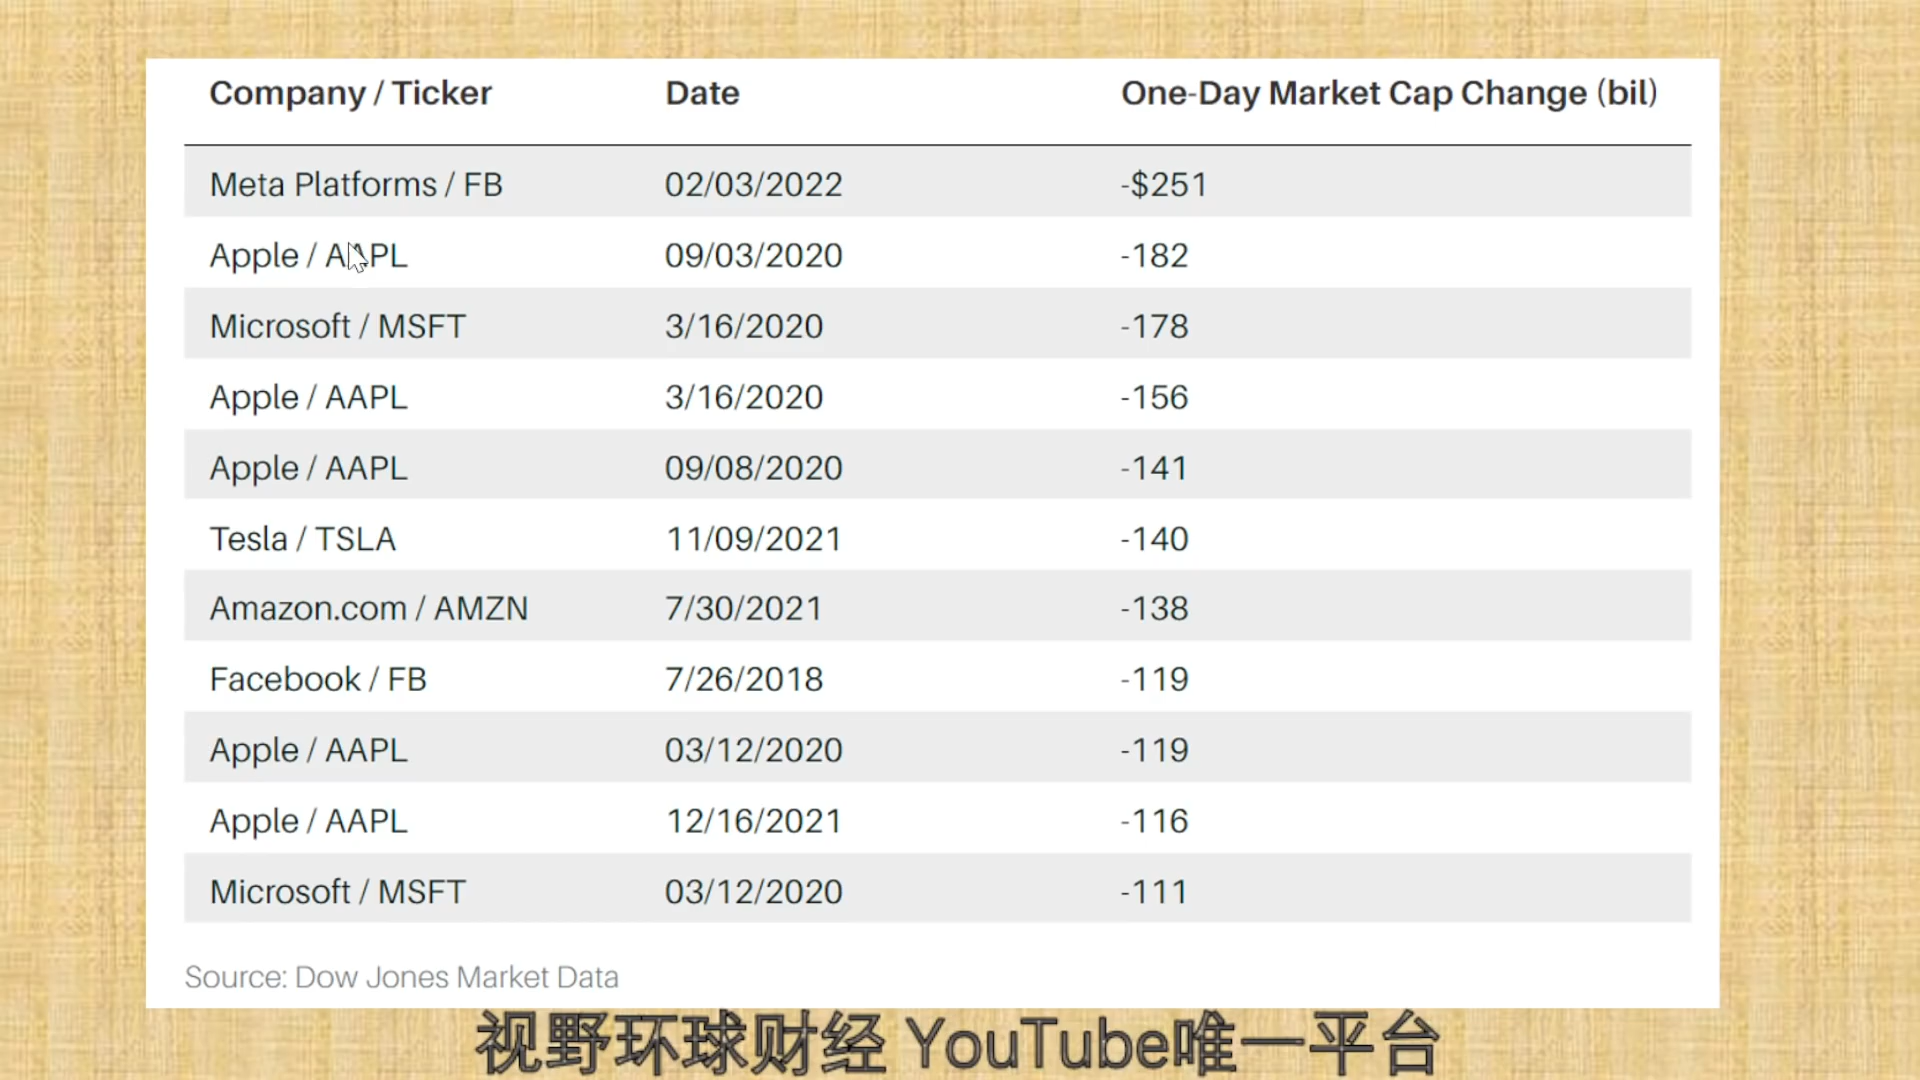 Company / Ticker Date One-Day Market Cap Change (bil)
Meta Platforms / FB 02/03/2022 -$251
Apple / AAPL 09/03/2020 -182
Microsoft / MSFT 3/16/2020 -178
Apple / AAPL 3/16/2020 -156
Apple / AAPL 09/08/2020 -141
Tesla / TSLA 11/09/2021 -140
Amazon.com / AMZN 7/30/2021 -138
Facebook / FB 7/26/2018 -119
Apple / AAPL 03/12/2020 -119
Apple / AAPL 12/16/2021 -116
Microsoft / MSFT 03/12/2020 -111
Source: Dow Jones Market Data
视野环球财经 YouTube唯一平台